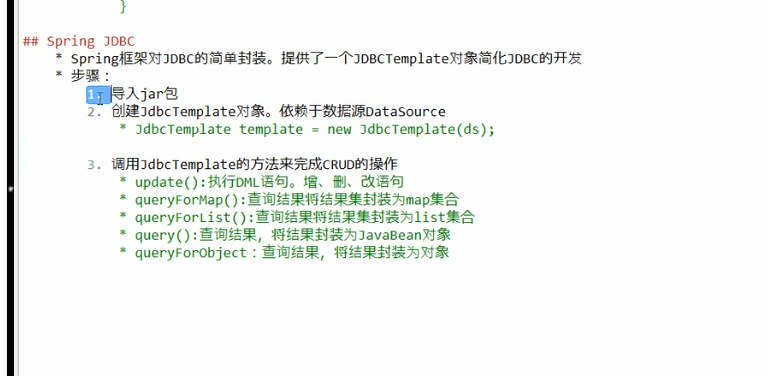 }
## Spring JDBC
* Spring框架对JDBC的简单封装。提供了一个JDBCTemplate对象简化JDBC的开发
* 步骤：
1. 导入jar包
2. 创建JdbcTemplate对象。依赖于数据源DataSource
* JdbcTemplate template = new JdbcTemplate(ds);
3. 调用JdbcTemplate的方法来完成CRUD的操作
* update():执行DML语句。增、删、改语句
* queryForMap():查询结果将结果集封装为map集合
* queryForList():查询结果将结果集封装为list集合
* query():查询结果，将结果封装为JavaBean对象
* queryForObject：查询结果，将结果封装为对象